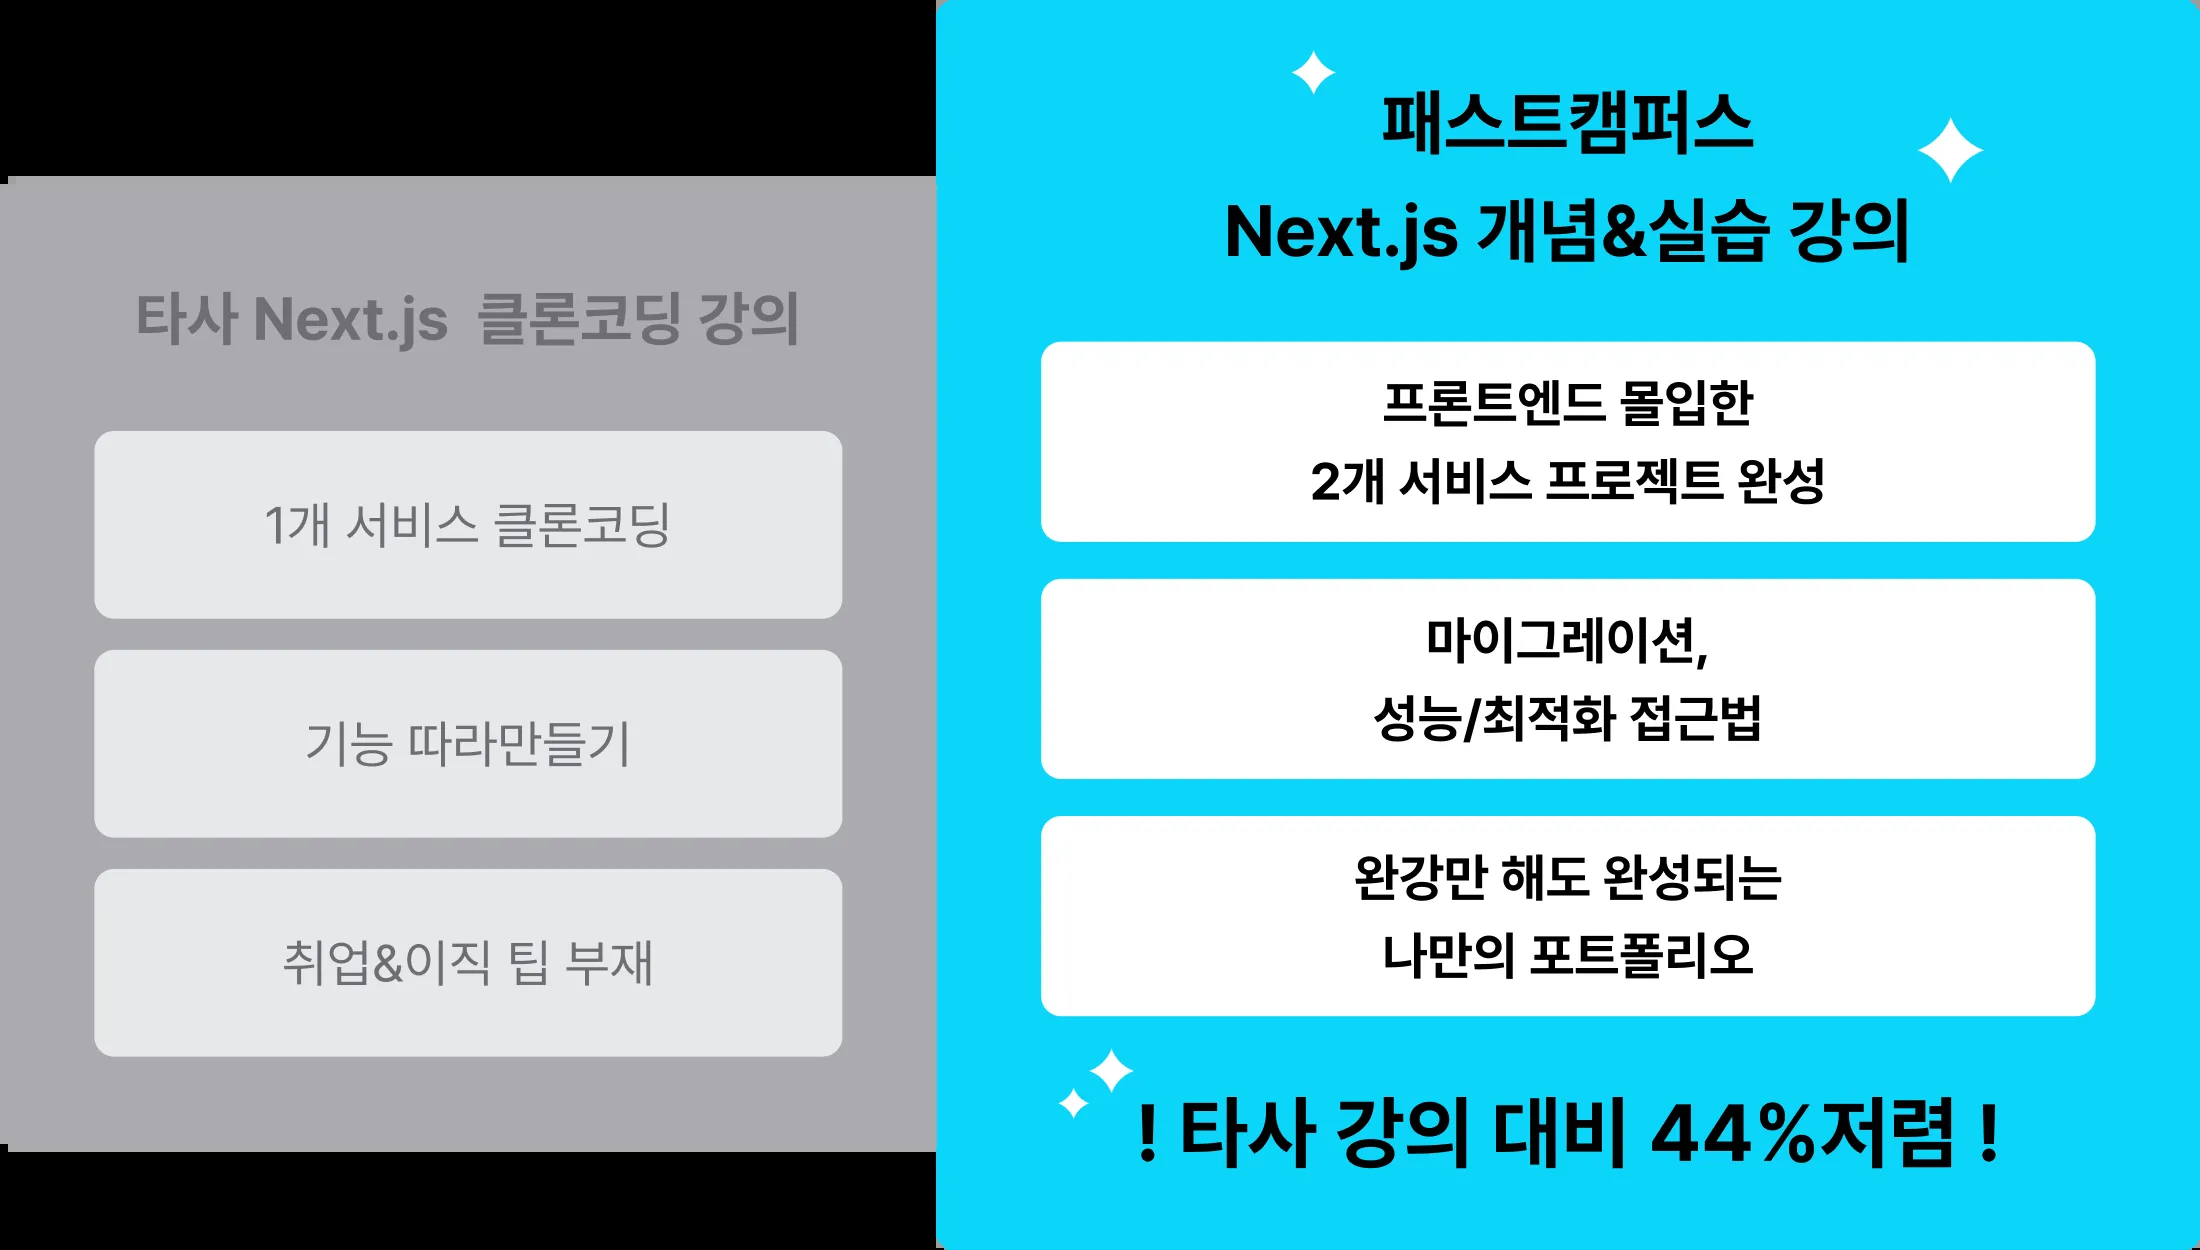 타사 Next.js 클론코딩 강의
1개 서비스 클론코딩
기능 따라만들기
취업&이직 팁 부재
패스트캠퍼스
Next.js 개념&실습 강의
프론트엔드 몰입한
2개 서비스 프로젝트 완성
마이그레이션,
성능/최적화 접근법
완강만 해도 완성되는
나만의 포트폴리오
! 타사 강의 대비 44%저렴 !